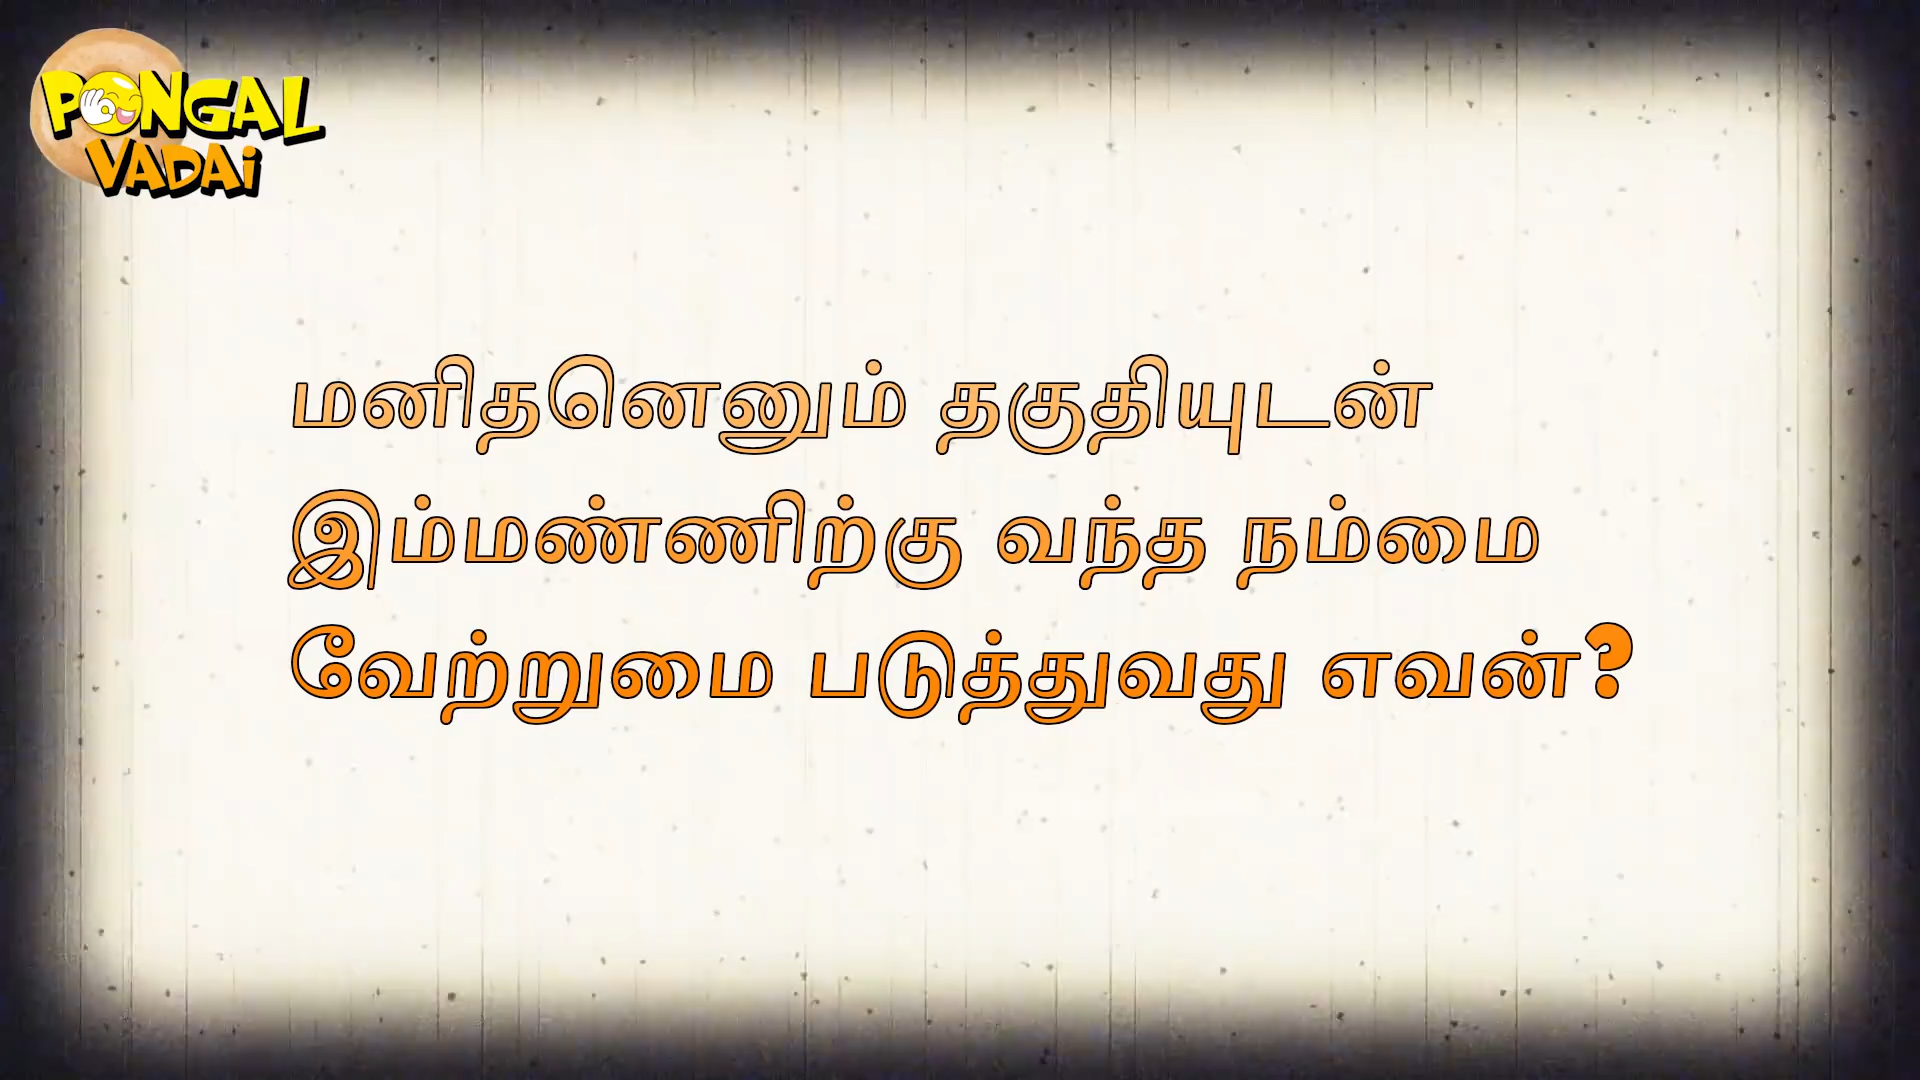 PONGAL
VADAi
மனிதனெனும் தகுதியுடன்
இம்மண்ணிற்கு வந்த நம்மை
வேற்றுமை படுத்துவது எவன்?